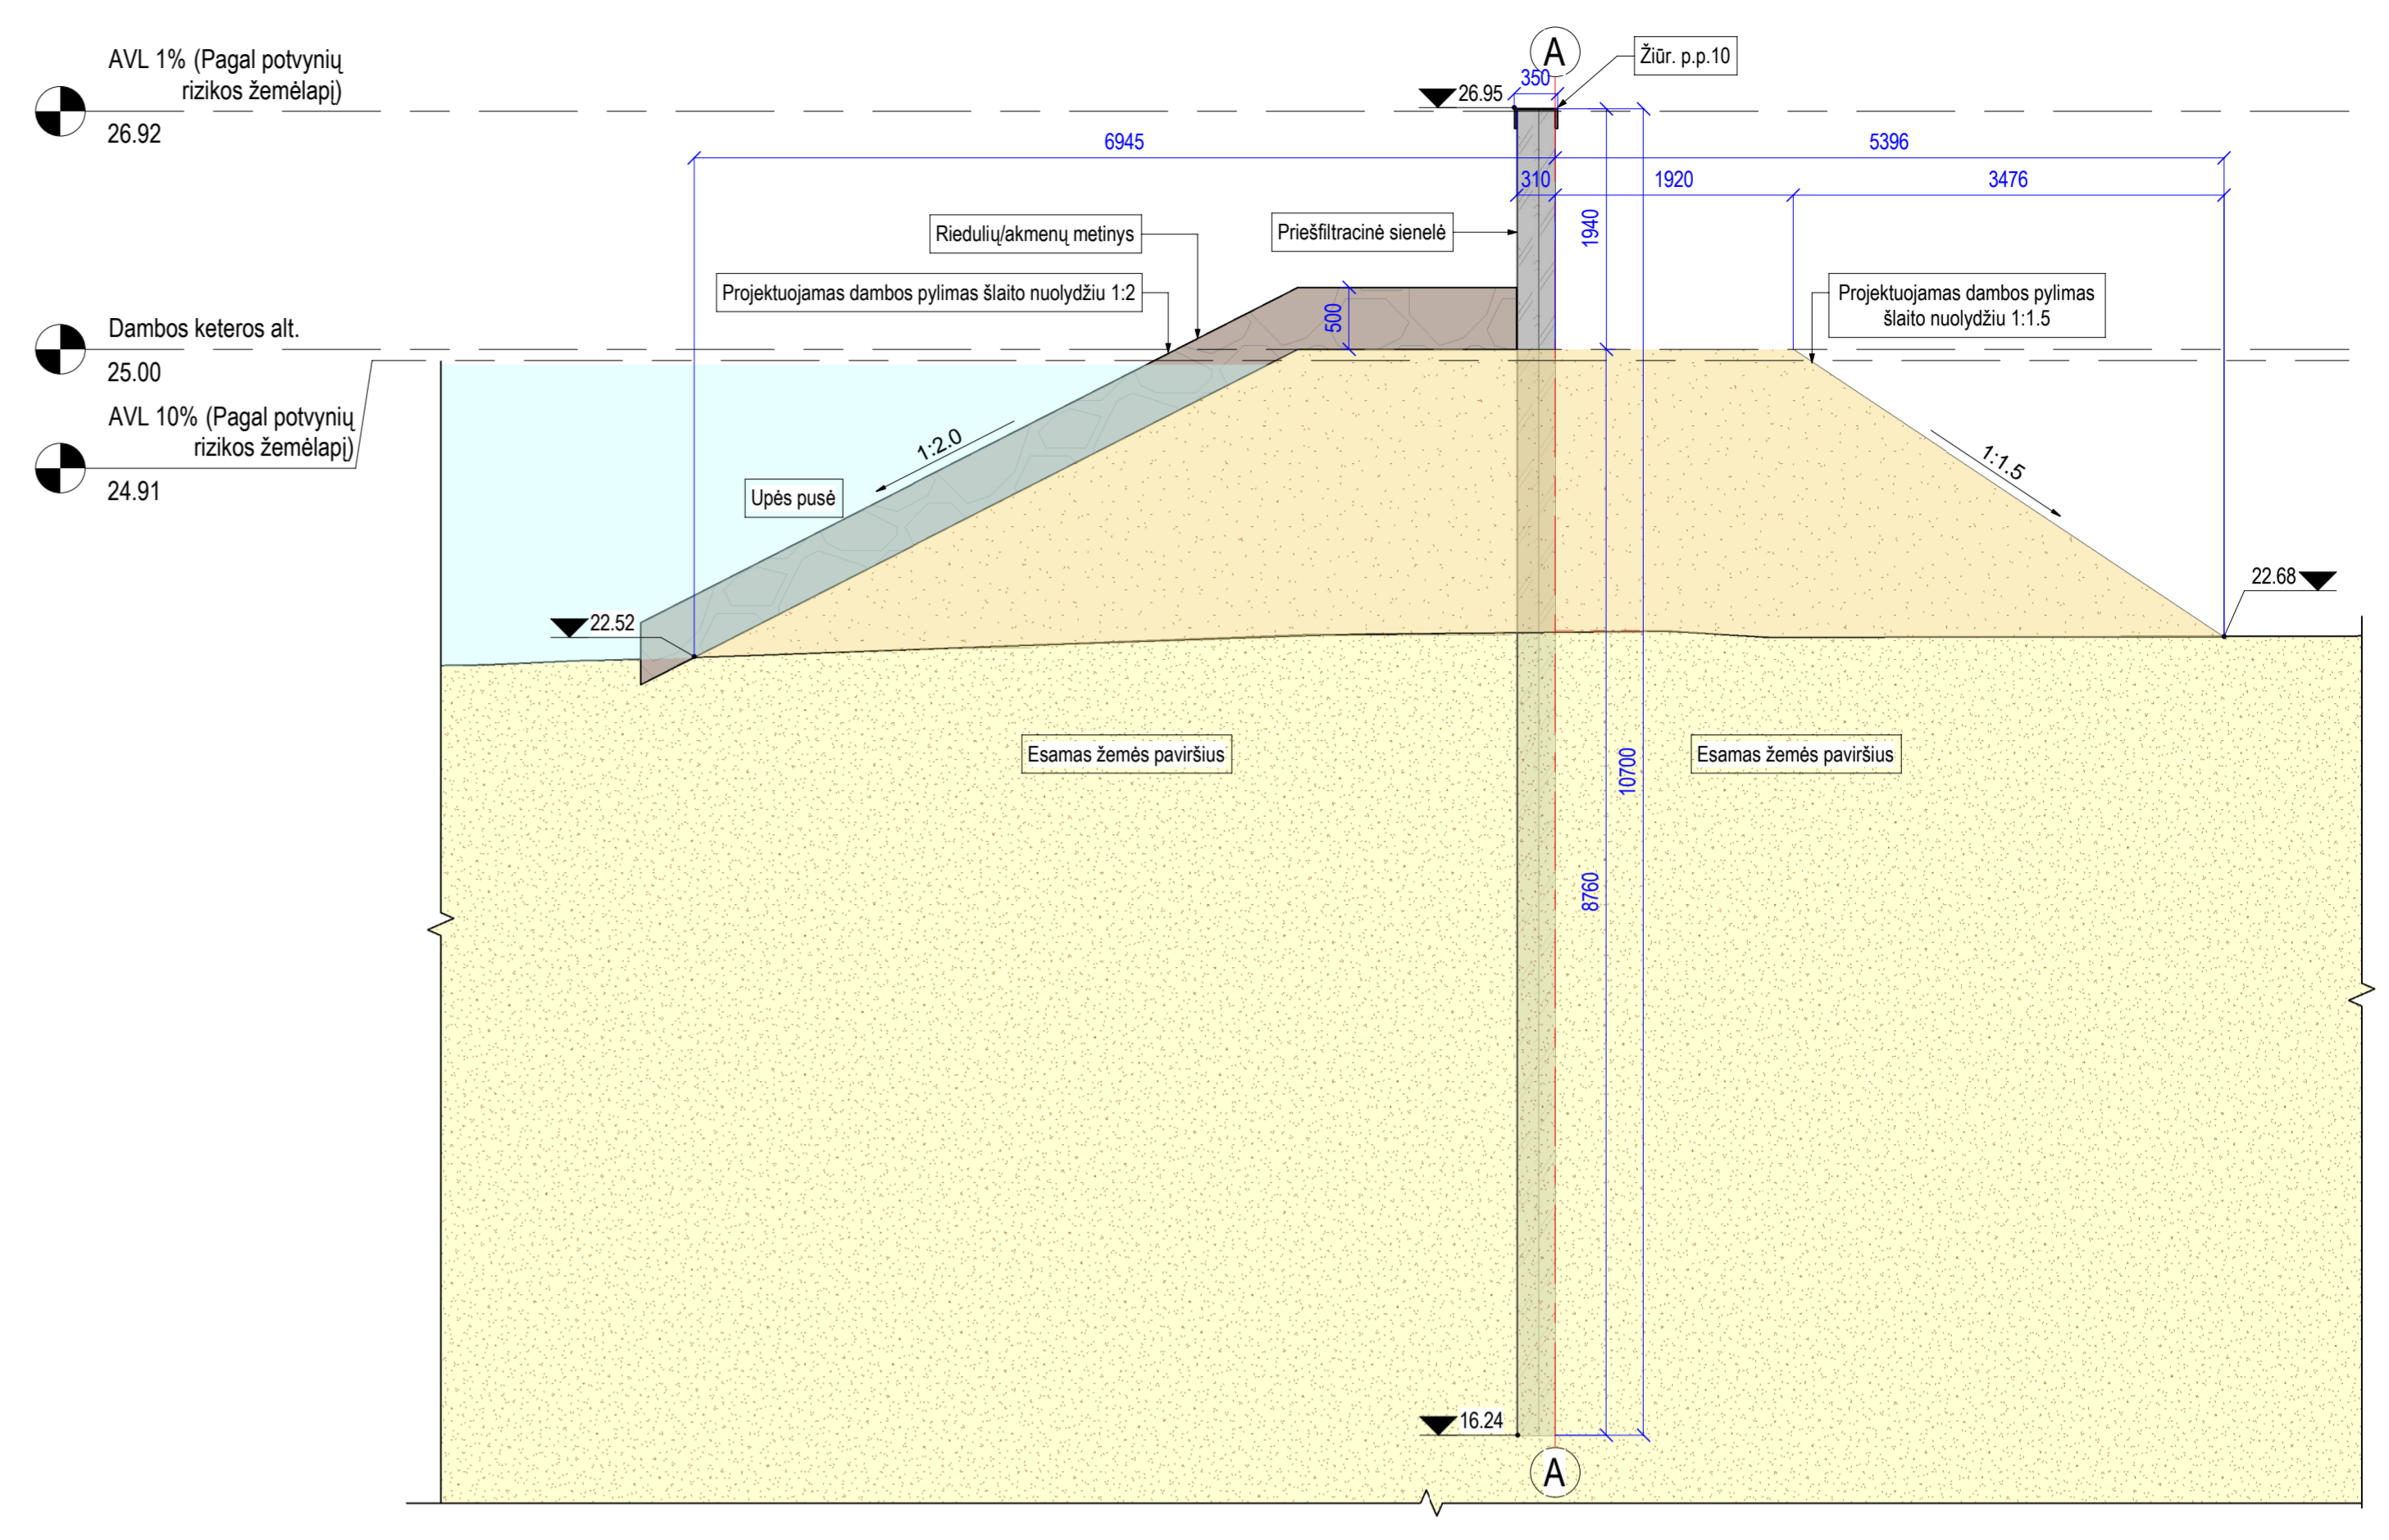 A
AVL 1% (Pagal potvynių
rizikos žemėlapį)
26.92
Žiūr. p.p.10
350
26.95
6945
5396
310
1920
3476
1940
Riedulių/akmenų metinys
Priešfiltracinė sienelė
Projektuojamas dambos pylimas šlaito nuolydžiu 1:2
Projektuojamas dambos pylimas
šlaito nuolydžiu 1:1.5
500
Dambos keteros alt.
25.00
AVL 10% (Pagal potvynių
rizikos žemėlapį)
24.91
1:2.0
1:1.5
Upės pusė
22.52
22.68
Esamas žemės paviršius
Esamas žemės paviršius
10700
8760
16.24
A